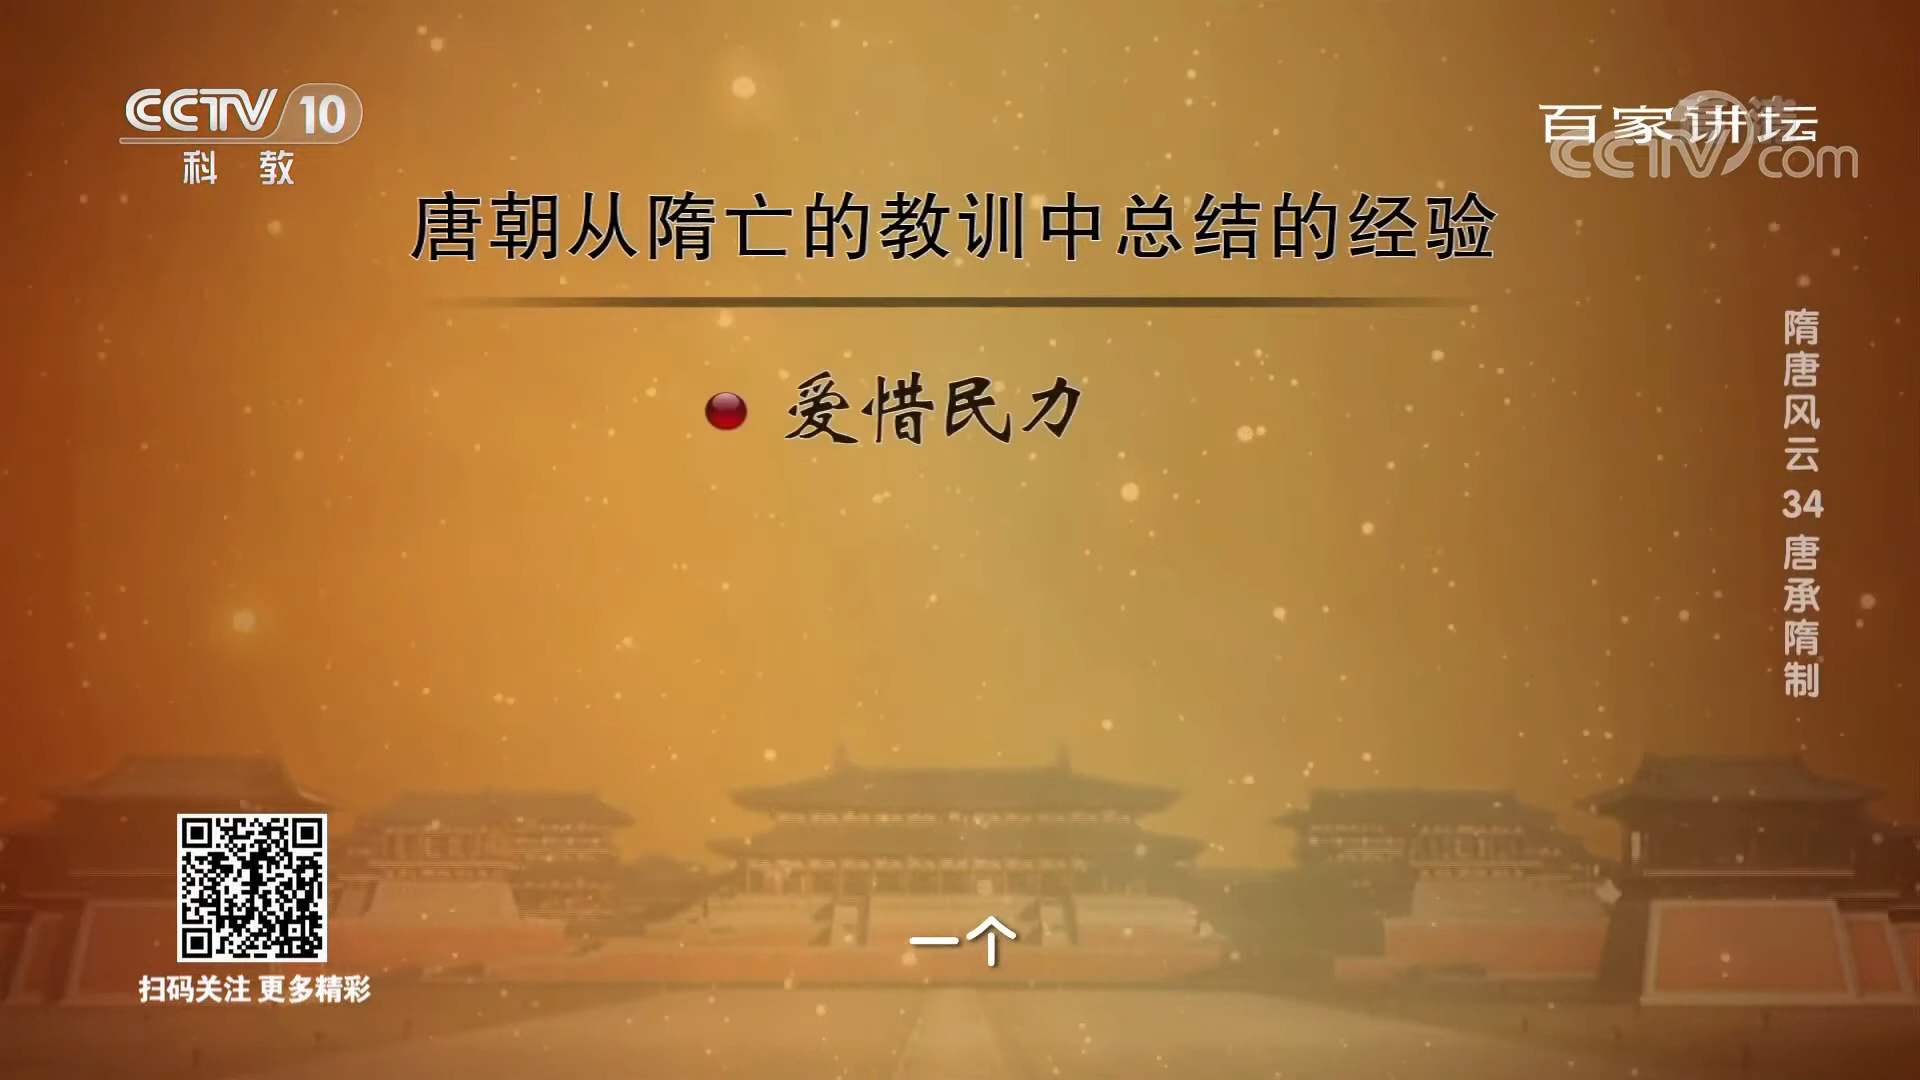 CCTV 10
科 教
百家讲坛
CCTV com
唐朝从隋亡的教训中总结的经验
爱惜民力
隋唐风云 34 唐承隋制
一个
扫码关注 更多精彩